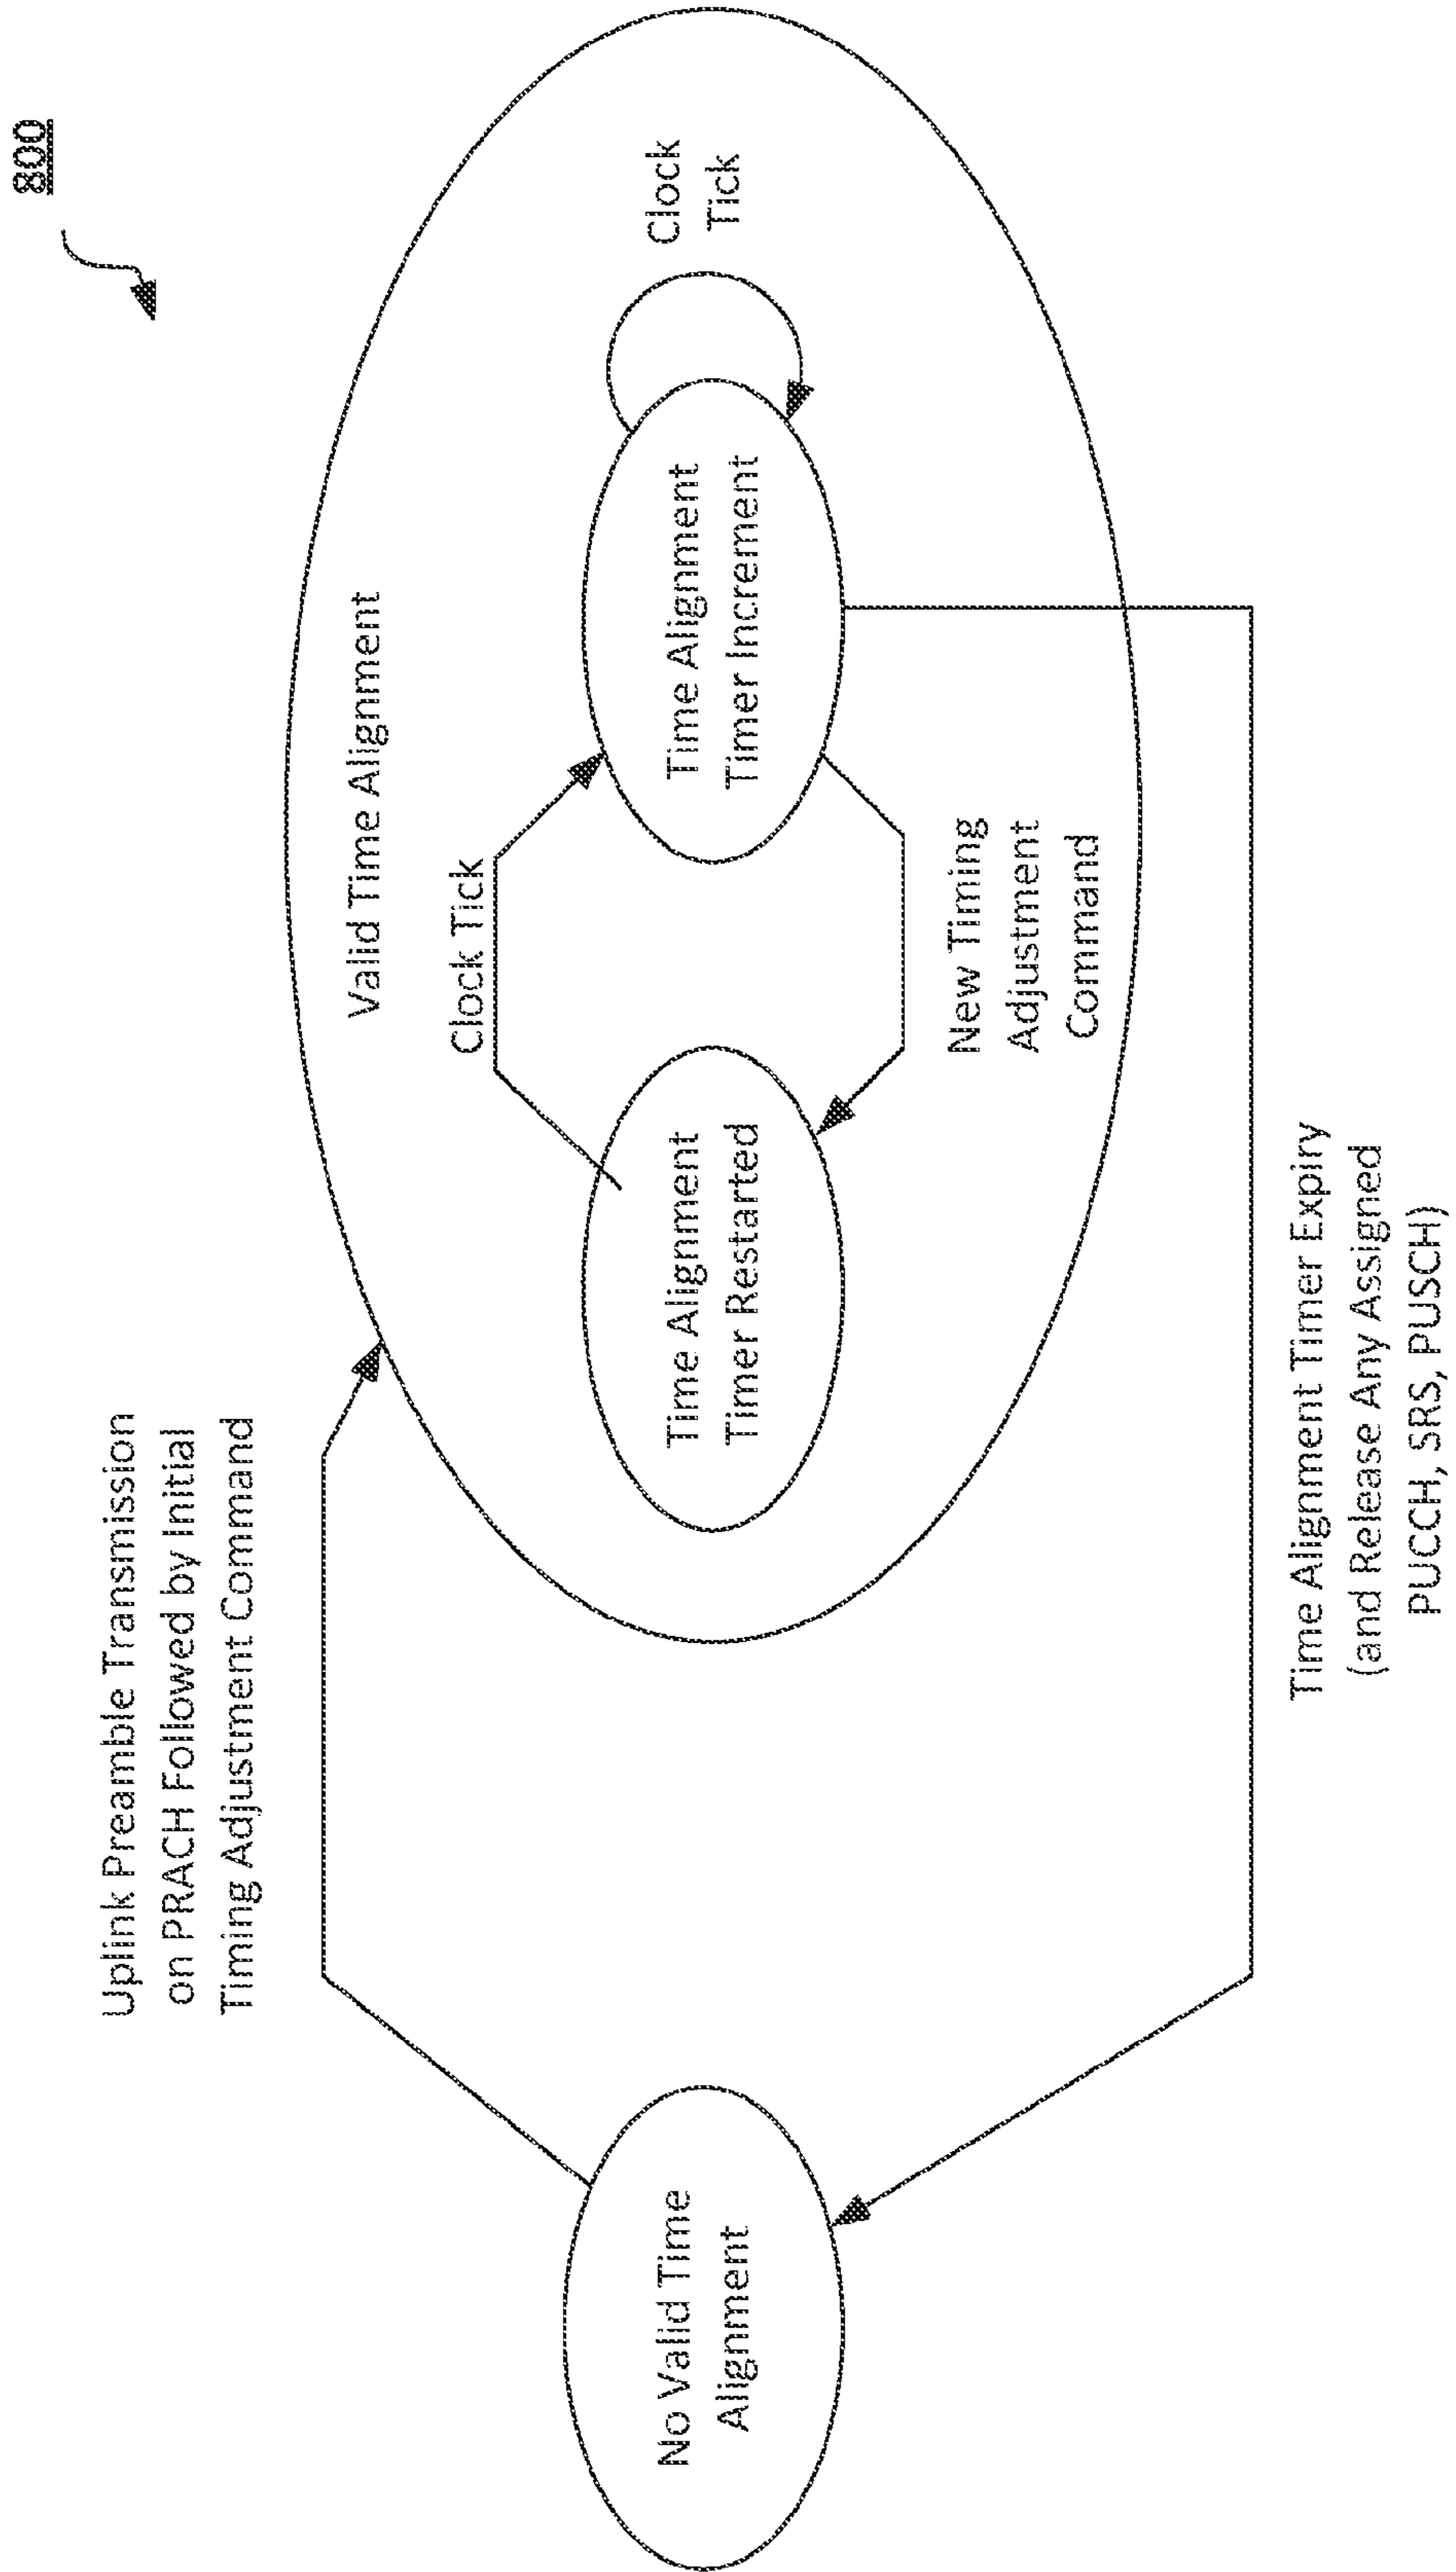 800
Uplink Preamble Transmission
on PRACH Followed by Initial
Timing Adjustment Command
Valid Time Alignment
Clock Tick
Clock
Tick
No Valid Time
Alignment
Time Alignment
Timer Restarted
Time Alignment
Timer Increment
New Timing
Adjustment
Command
Time Alignment Timer Expiry
(and Release Any Assigned
PUCCH, SRS, PUSCH)